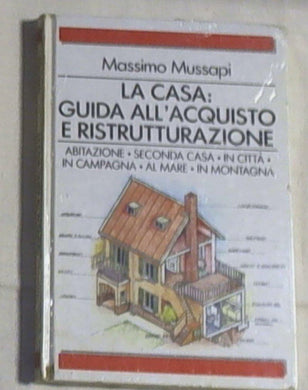 Massimo Mussapi
LA CASA:
GUIDA ALL'ACQUISTO
E RISTRUTTURAZIONE
ABITAZIONE • SECONDA CASA • IN CITTÀ •
IN CAMPAGNA • AL MARE • IN MONTAGNA